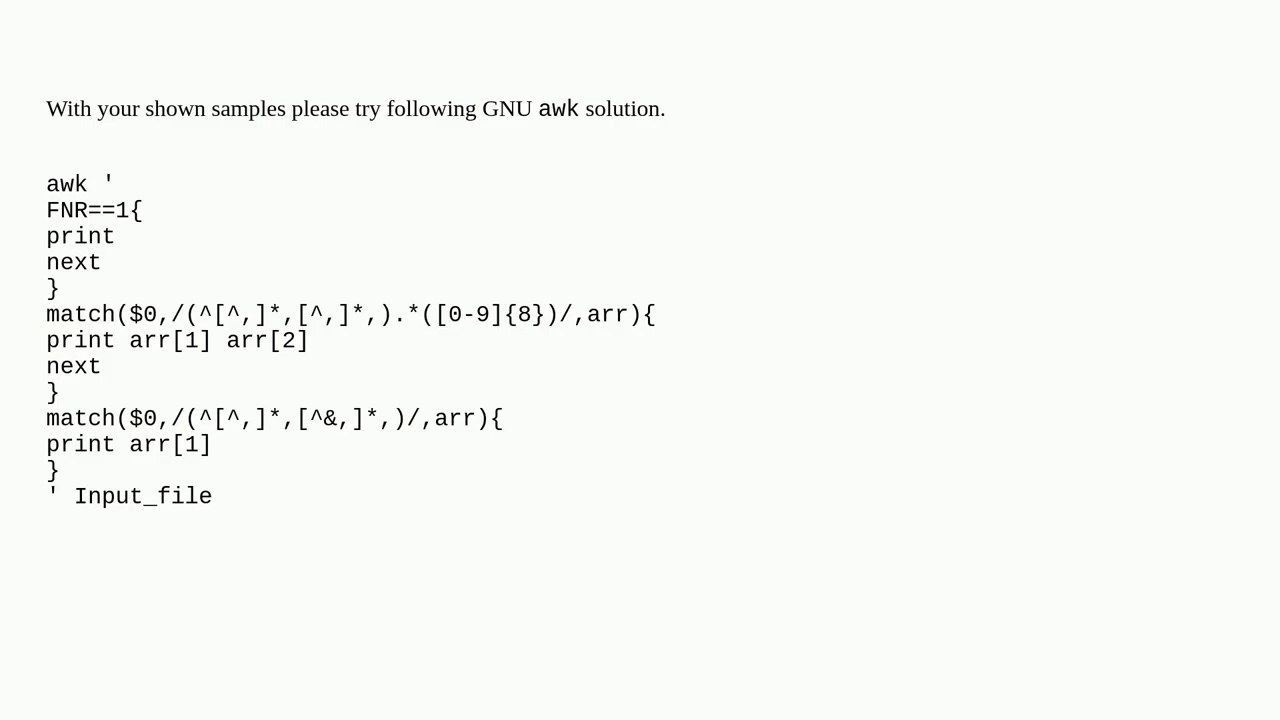 With your shown samples please try following GNU awk solution.
awk '
FNR==1{
print
next
}
match($0,/(^[^,]*,[^,]*,).*([0-9]{8})/,arr){
print arr[1] arr[2]
next
}
match($0,/(^[^,]*,[^&,]*,)/,arr){
print arr[1]
}
' Input_file